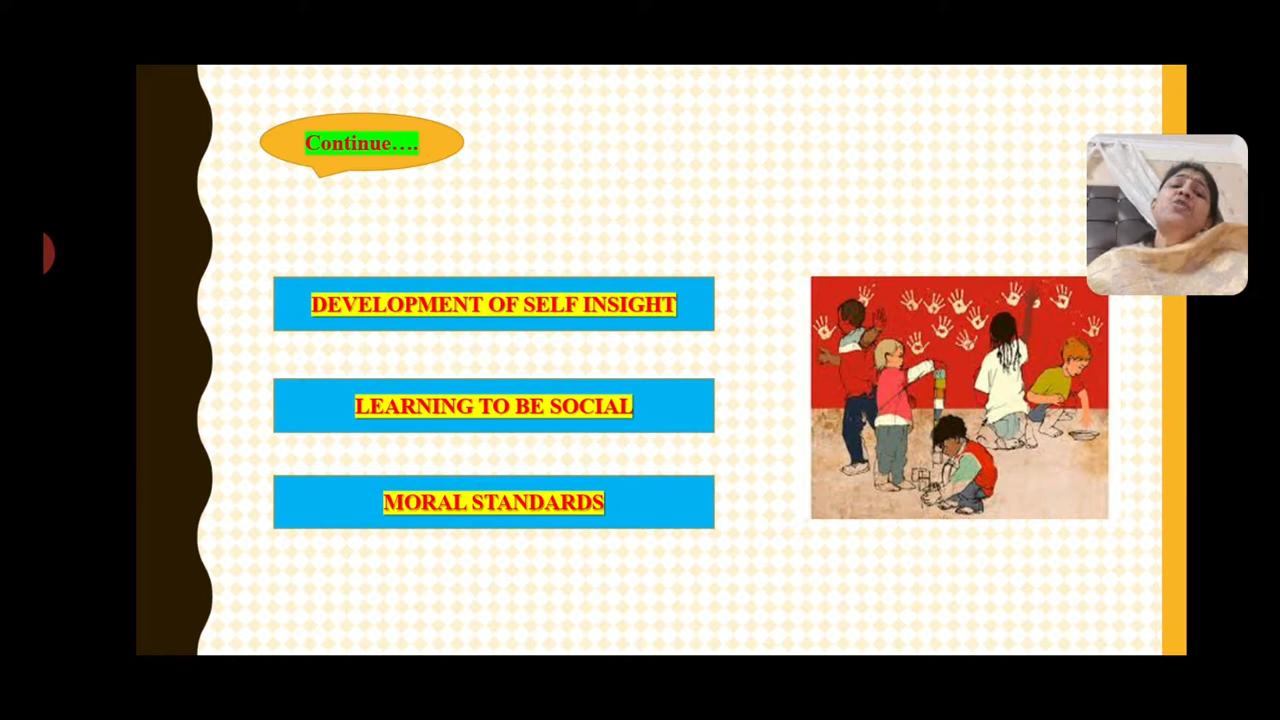 Continue....
DEVELOPMENT OF SELF INSIGHT
LEARNING TO BE SOCIAL
MORAL STANDARDS